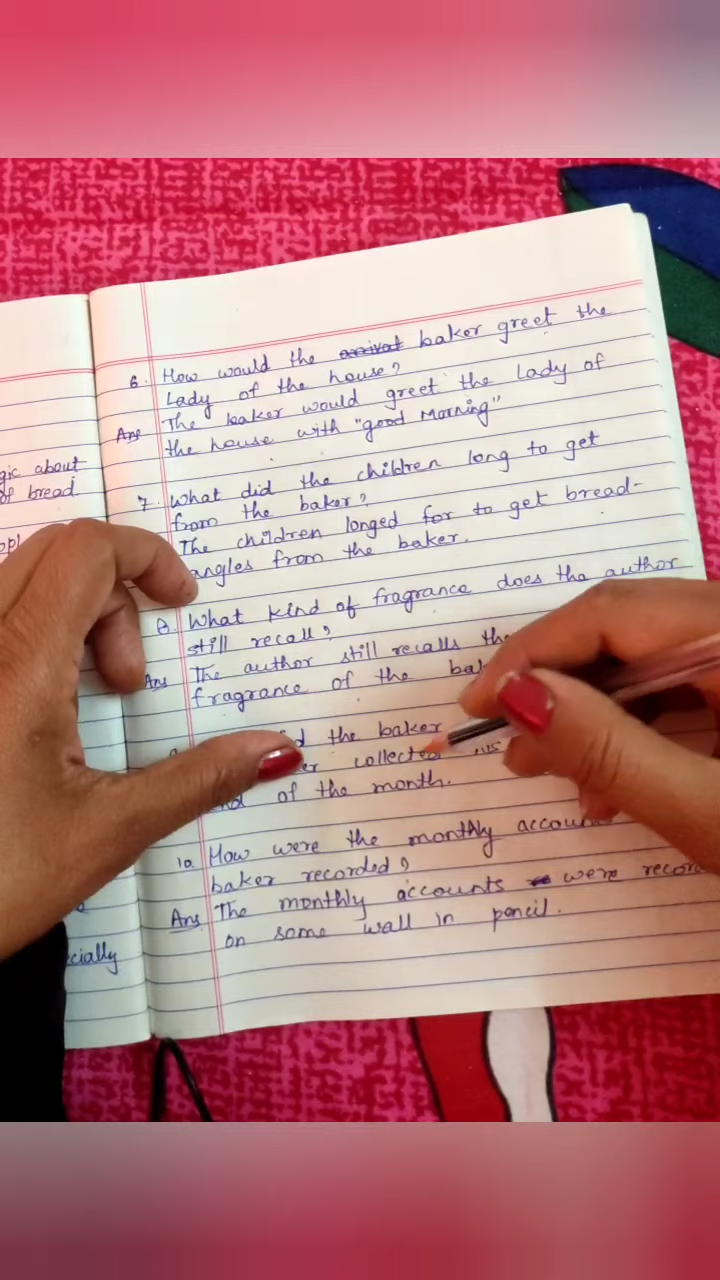 gic about
of bread.
6. How would the arrival baker greet the
Lady of the house?
Ans The baker would greet the Lady of
the house with "good Morning"
7. What did the children long to get
from the baker?
The children longed for to get bread-
angles from the baker.
8. What kind of fragrance does the author
still recall?
Ans The author still recalls the
fragrance of the
the baker
collected
of the month.
10 How were the monthly
baker recorded?
Ans The monthly accounts were
on some wall in pencil.
cially